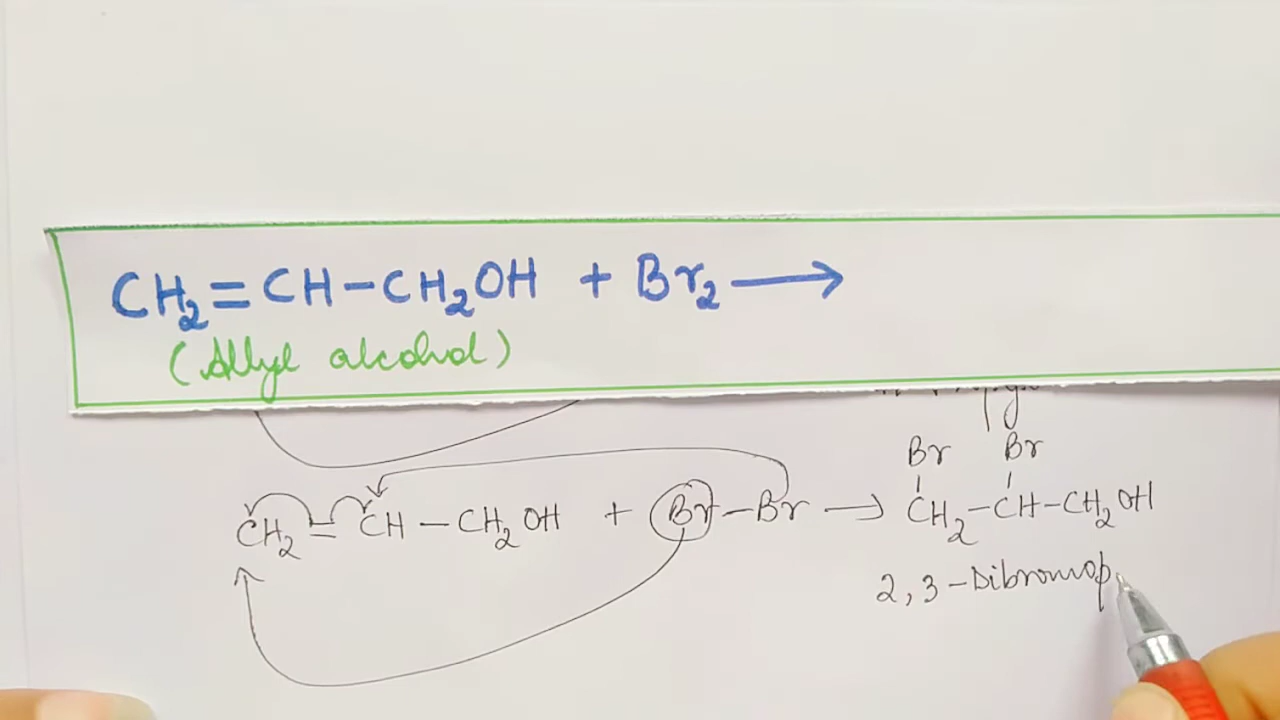 CH₂=CH-CH₂OH + Br₂ ⟶
(Allyl alcohol)
Br Br
CH₂=CH-CH₂OH + Br-Br → CH₂-CH-CH₂OH
2,3-Dibromop